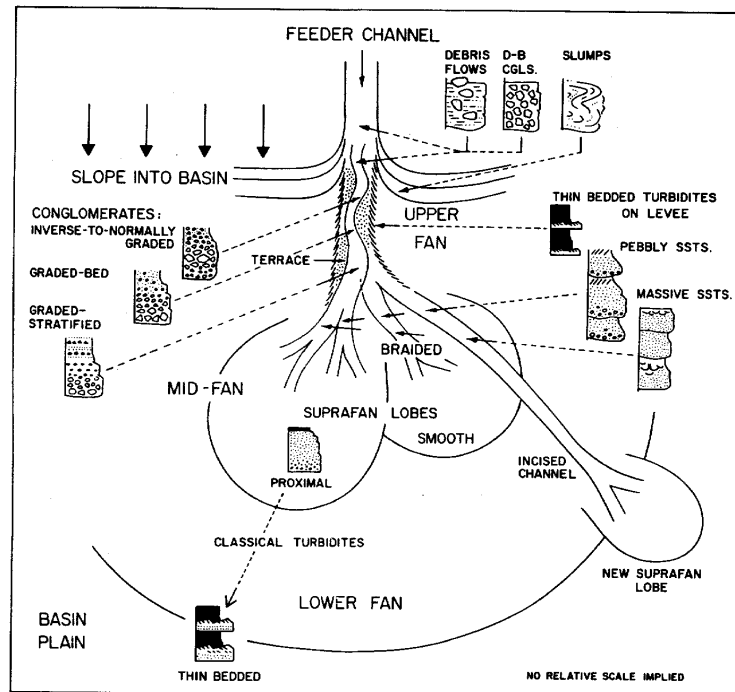 FEEDER CHANNEL
DEBRIS
FLOWS
D-B
CGLS.
SLUMPS
SLOPE INTO BASIN
CONGLOMERATES:
INVERSE-TO-NORMALLY
GRADED
GRADED-BED
GRADED-
STRATIFIED
TERRACE
UPPER
FAN
THIN BEDDED TURBIDITES
ON LEVEE
PEBBLY SSTS.
MASSIVE SSTS.
BRAIDED
MID-FAN
SUPRAFAN LOBES
SMOOTH
PROXIMAL
INCISED
CHANNEL
CLASSICAL TURBIDITES
NEW SUPRAFAN
LOBE
LOWER FAN
BASIN
PLAIN
THIN BEDDED
NO RELATIVE SCALE IMPLIED